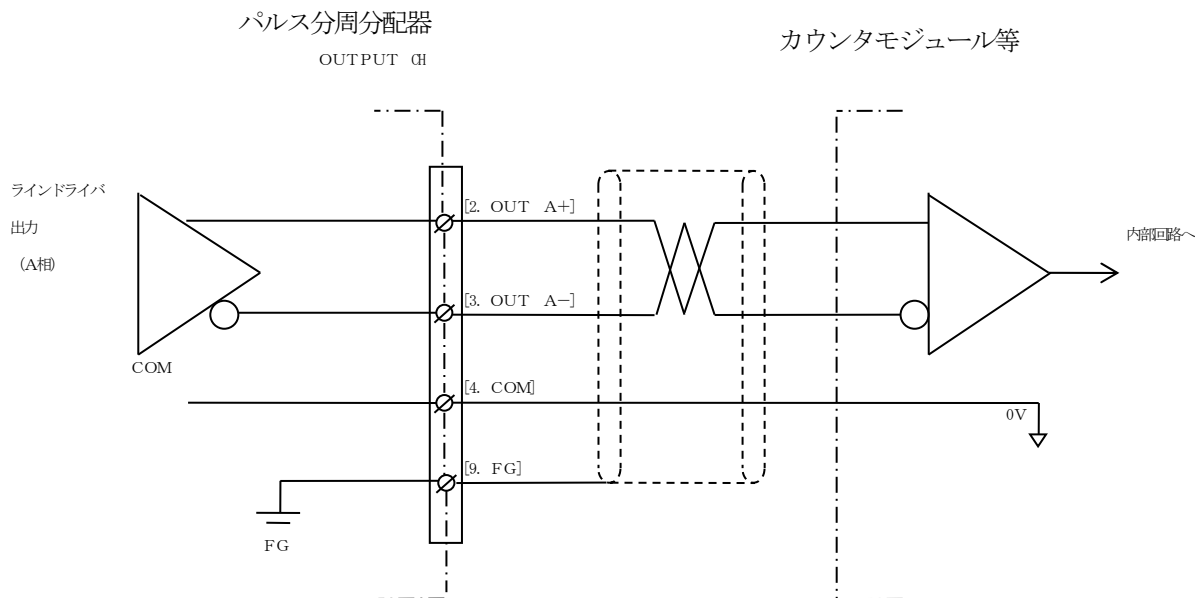 パルス分周分配器
OUTPUT CH
カウンタモジュール等
ラインドライバ
出力
（A相）
[2. OUT A+]
[3. OUT A−]
内部回路へ
COM
[4. COM]
0V
[9. FG]
FG